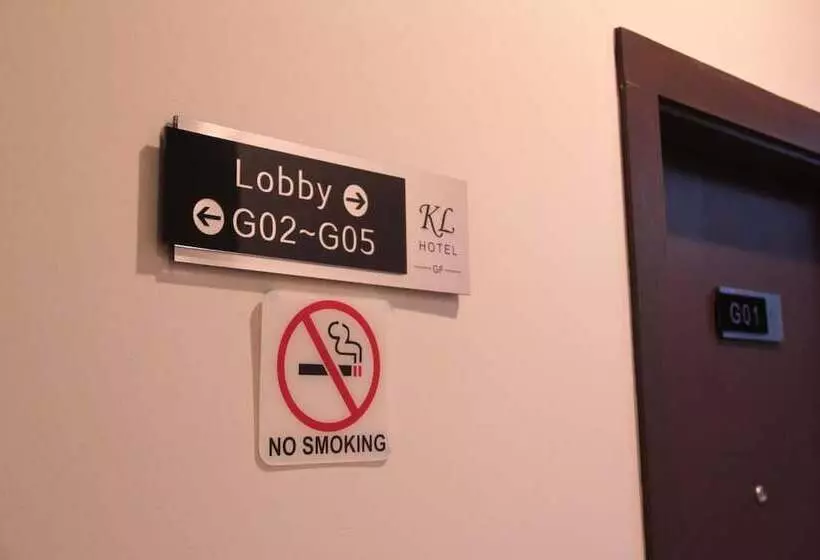 Lobby
G02~G05
KL
HOTEL
GF
NO SMOKING
G01